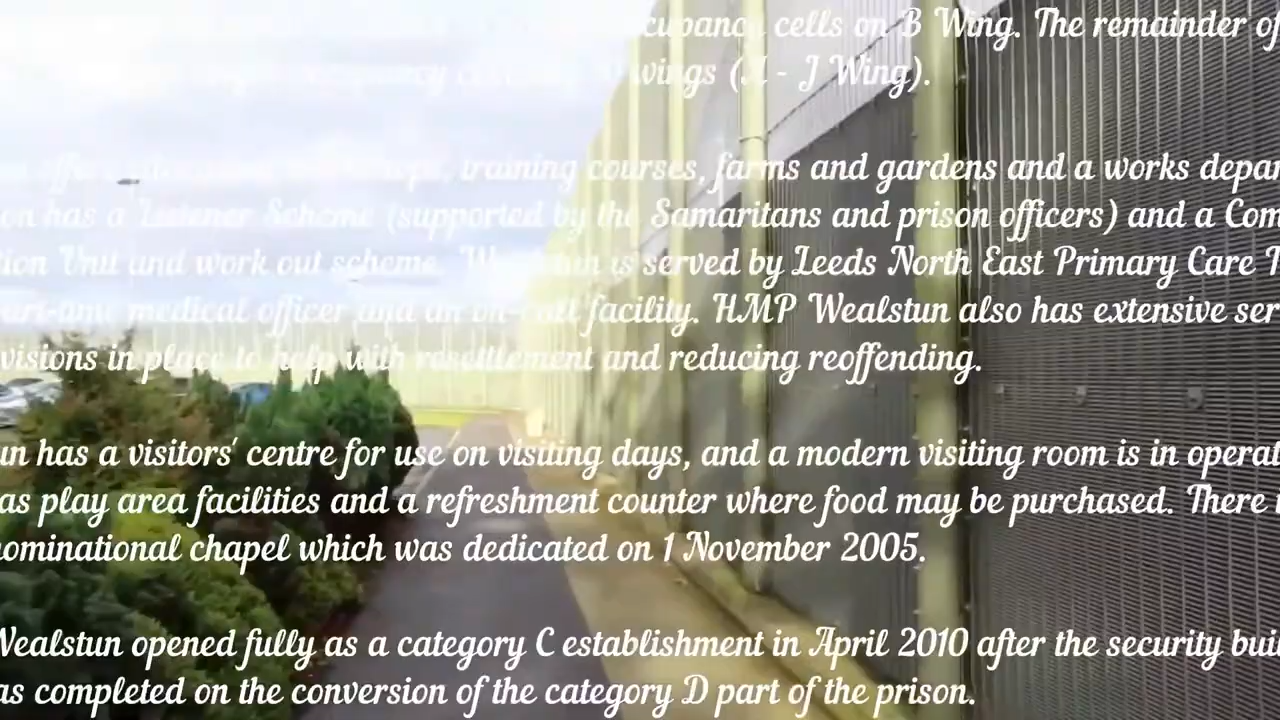 cells on B Wing. The remainder of
wings (A - J Wing).
training courses, farms and gardens and a works depar
on has a Listener Scheme (supported by the Samaritans and prison officers) and a Com
tion Unit and work out scheme. Wealstun is served by Leeds North East Primary Care T
medical officer and an on-call facility. HMP Wealstun also has extensive ser
visions in place to help with resettlement and reducing reoffending.
un has a visitors' centre for use on visiting days, and a modern visiting room is in operat
as play area facilities and a refreshment counter where food may be purchased. There
nominational chapel which was dedicated on 1 November 2005.
Wealstun opened fully as a category C establishment in April 2010 after the security buil
as completed on the conversion of the category D part of the prison.